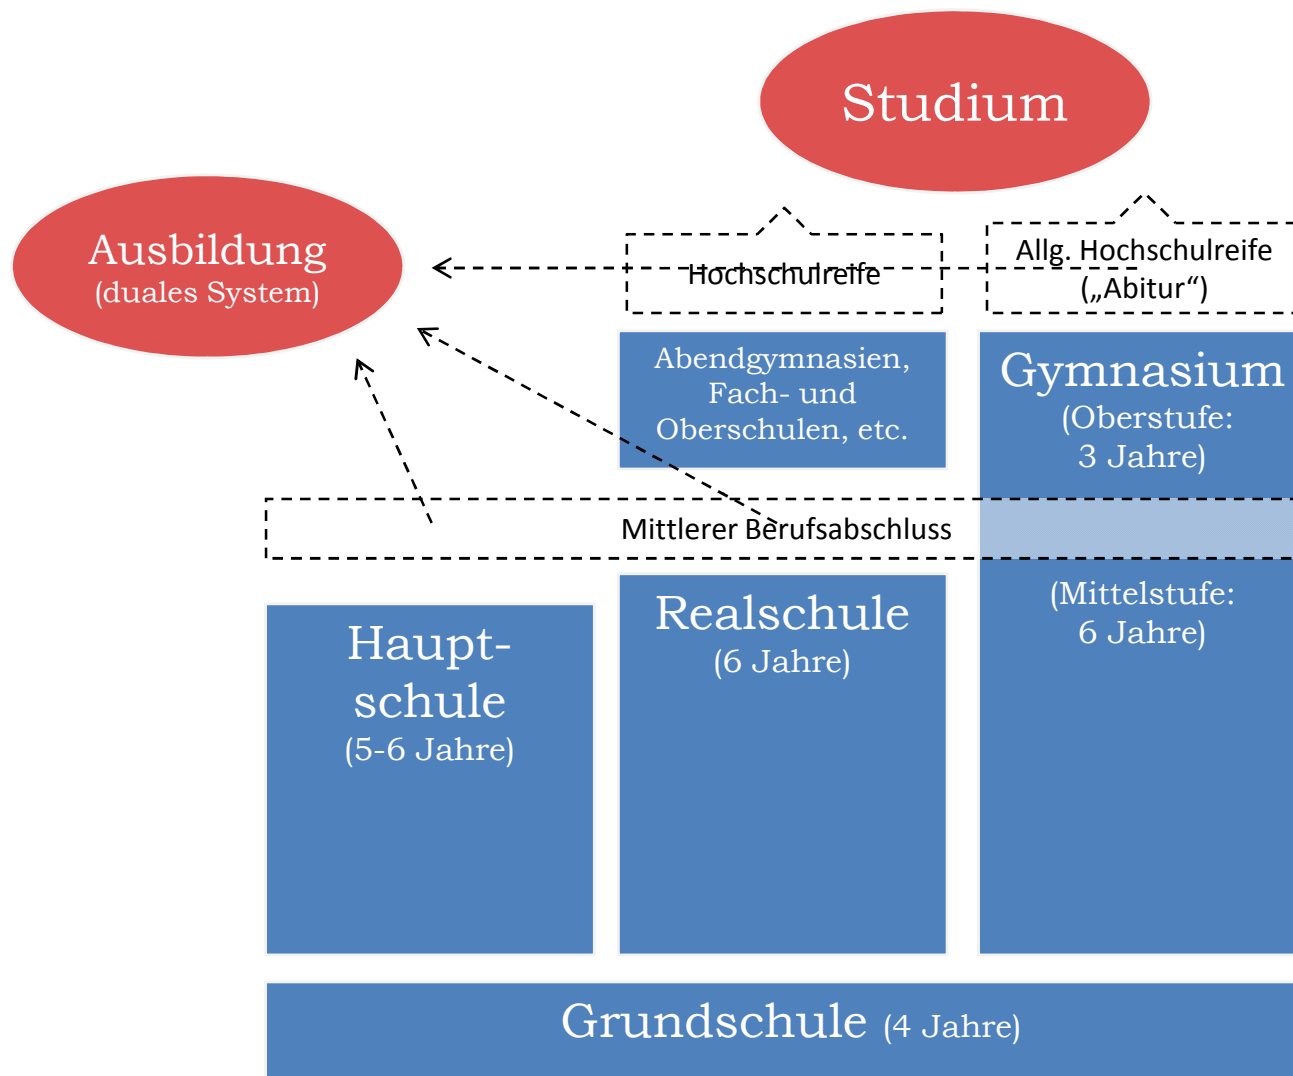 Studium
Ausbildung
(duales System)
Hochschulreife
Allg. Hochschulreife
(„Abitur“)
Abendgymnasien,
Fach- und
Oberschulen, etc.
Gymnasium
(Oberstufe:
3 Jahre)
Mittlerer Berufsabschluss
(Mittelstufe:
6 Jahre)
Realschule
(6 Jahre)
Haupt-
schule
(5-6 Jahre)
Grundschule (4 Jahre)